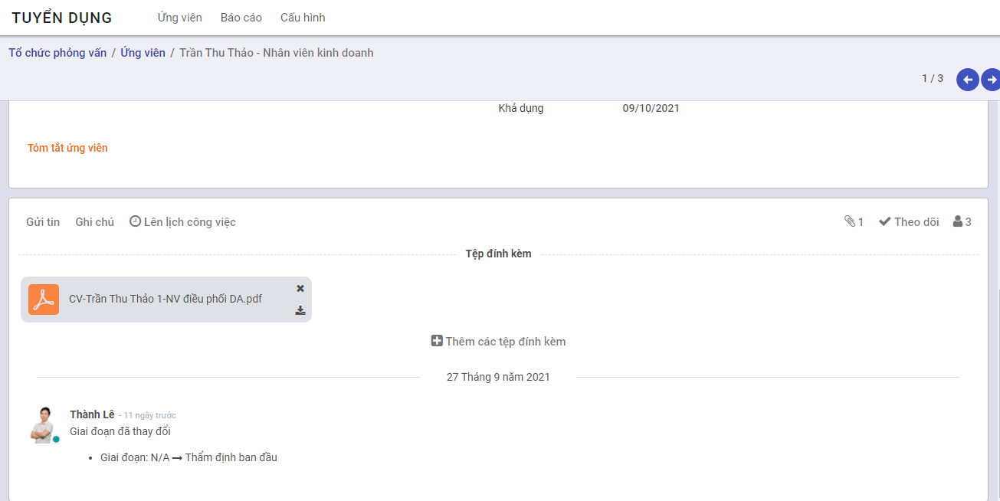 TUYỂN DỤNG Ứng viên Báo cáo Cấu hình
Tổ chức phỏng vấn / Ứng viên / Trần Thu Thảo - Nhân viên kinh doanh
1 / 3
Khả dụng 09/10/2021
Tóm tắt ứng viên
Gửi tin Ghi chú Lên lịch công việc 1 Theo dõi 3
Tệp đính kèm
CV-Trần Thu Thảo 1-NV điều phối DA.pdf
Thêm các tệp đính kèm
27 Tháng 9 năm 2021
Thành Lê - 11 ngày trước
Giai đoạn đã thay đổi
• Giai đoạn: N/A → Thẩm định ban đầu